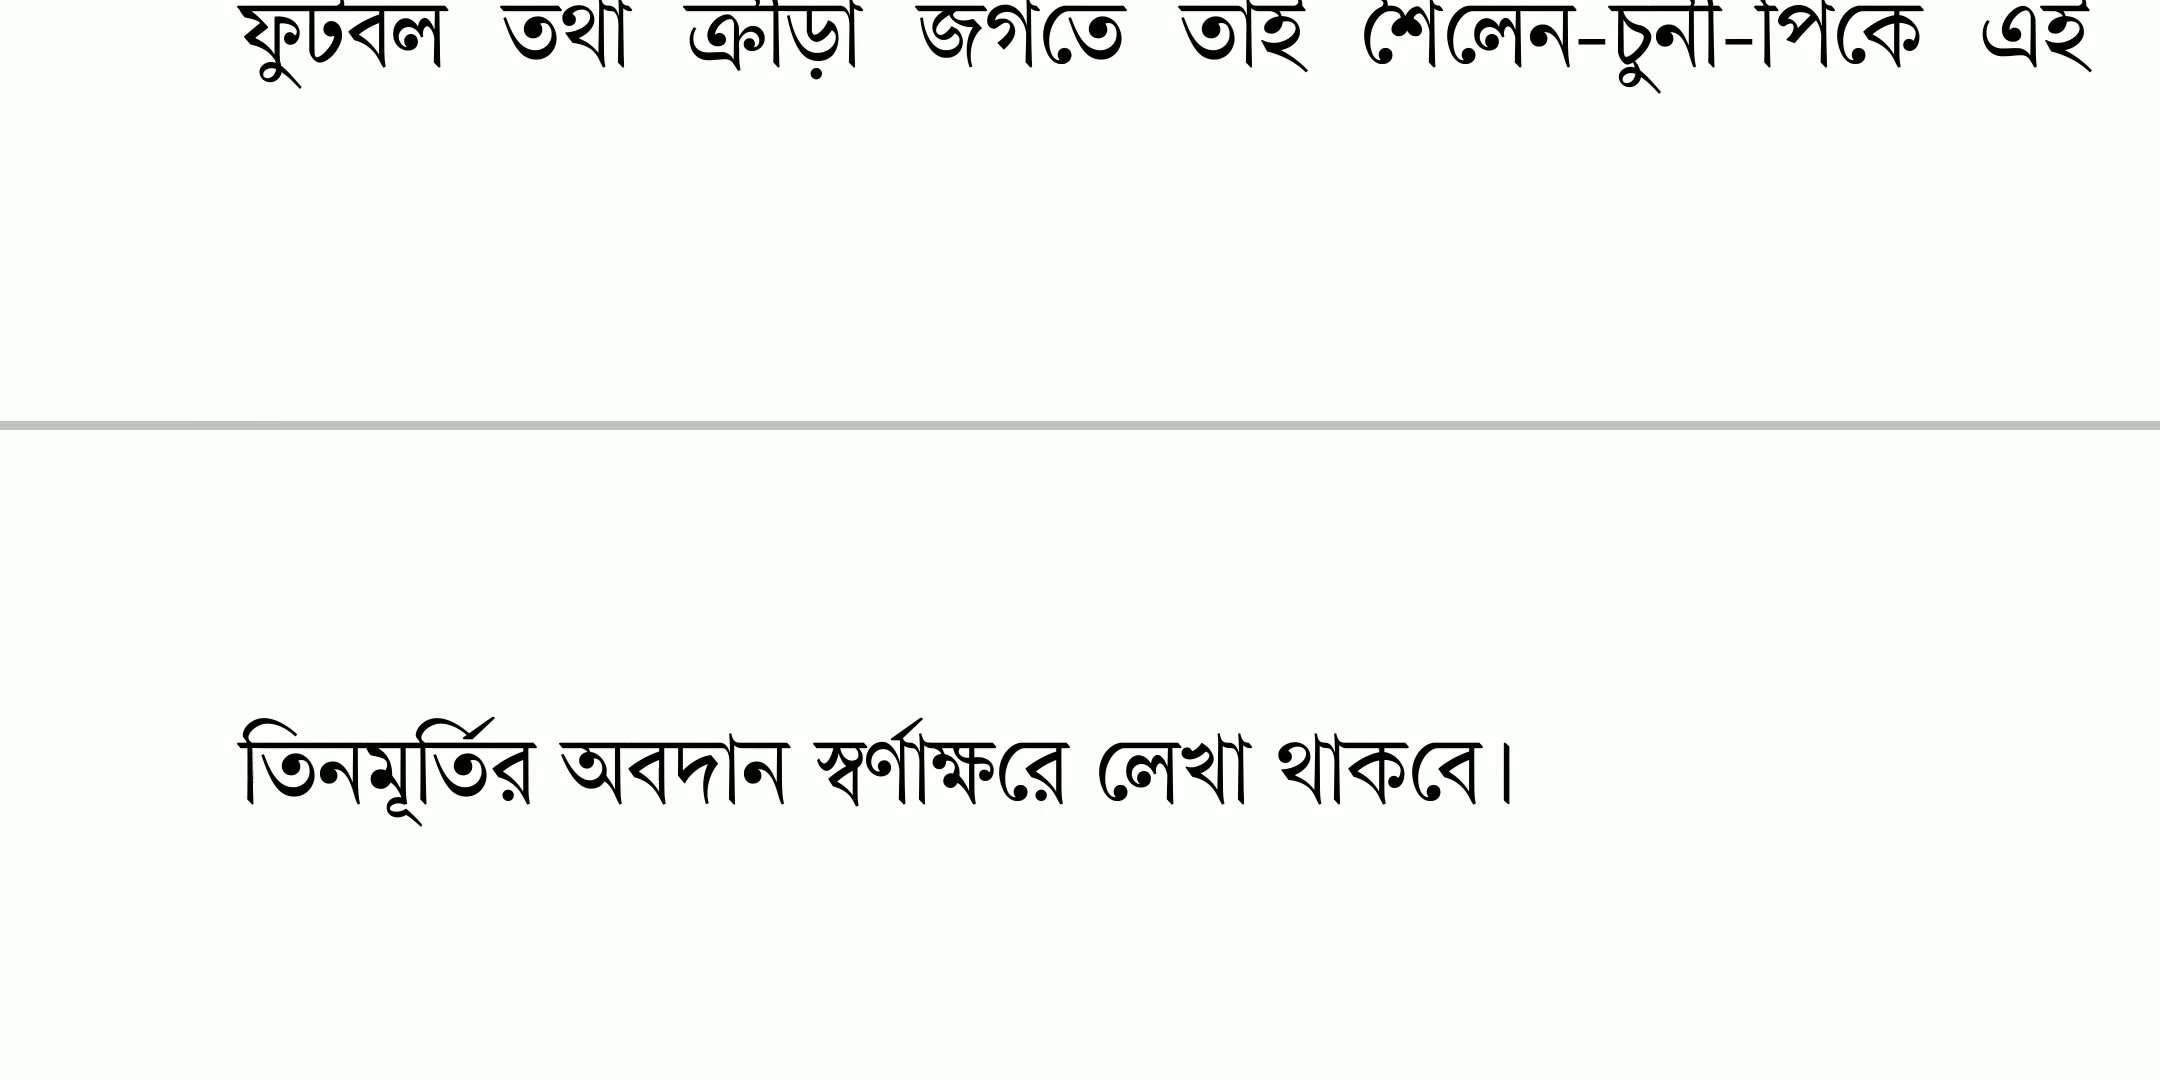 ফুটবল তথা ক্রীড়া জগতে তাই শৈলেন-চুনী-পিকে এই
তিনমূর্তির অবদান স্বর্ণাক্ষরে লেখা থাকবে।